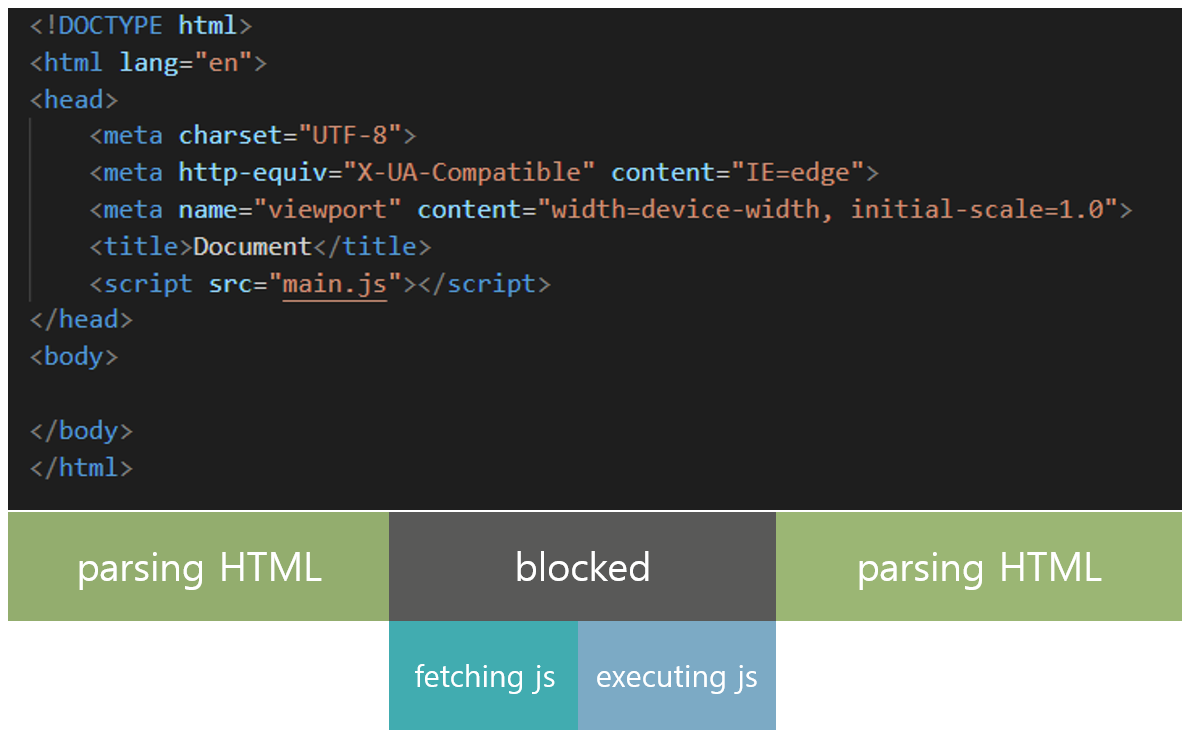 <!DOCTYPE html>
<html lang="en">
<head>
    <meta charset="UTF-8">
    <meta http-equiv="X-UA-Compatible" content="IE=edge">
    <meta name="viewport" content="width=device-width, initial-scale=1.0">
    <title>Document</title>
    <script src="main.js"></script>
</head>
<body>
</body>
</html>
parsing HTML blocked parsing HTML
fetching js executing js